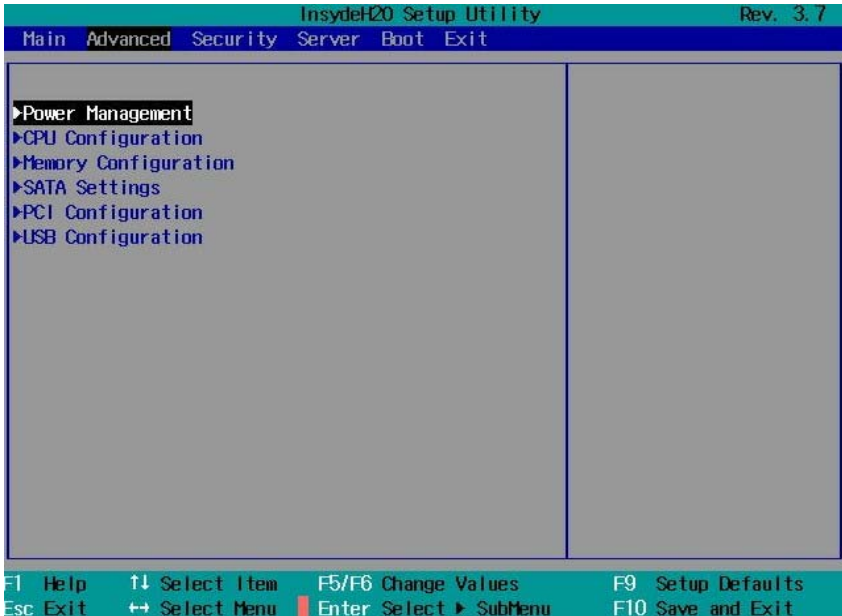 InsydeH2O Setup Utility Rev. 3.7
Main Advanced Security Server Boot Exit
▶Power Management
▶CPU Configuration
▶Memory Configuration
▶SATA Settings
▶PCI Configuration
▶USB Configuration
F1 Help ↑↓ Select Item F5/F6 Change Values F9 Setup Defaults
Esc Exit ↔ Select Menu Enter Select ▶ SubMenu F10 Save and Exit